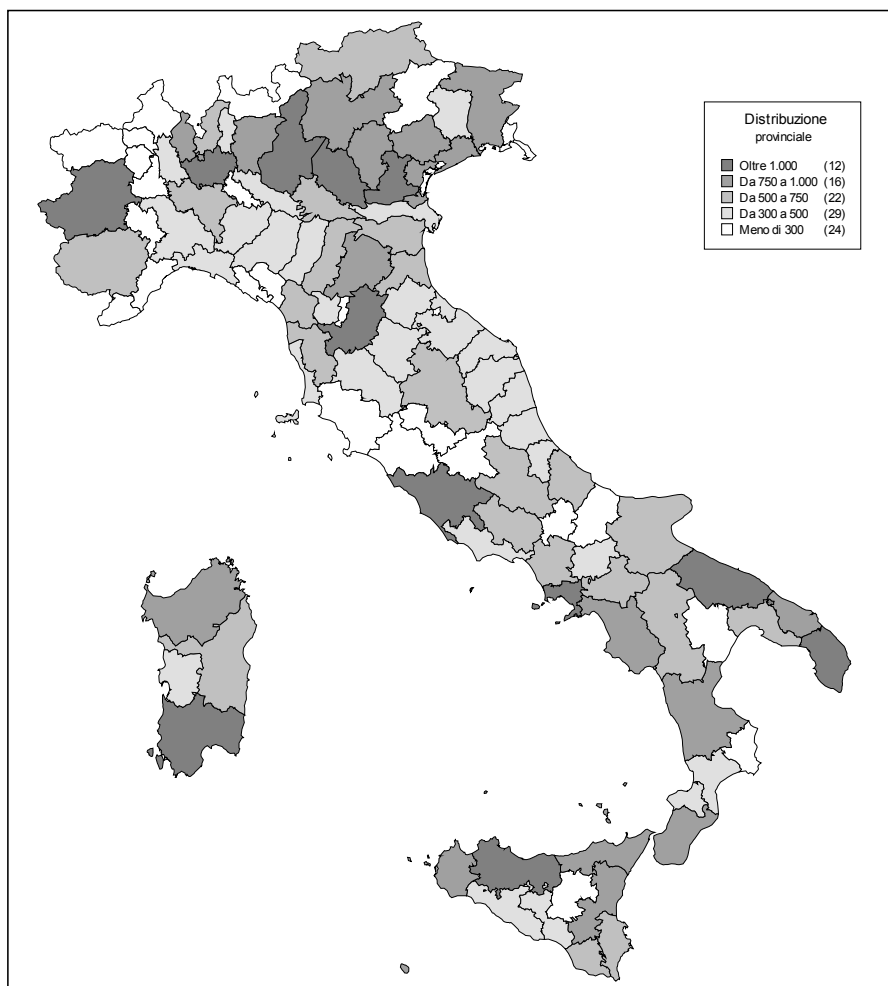 Distribuzione
provinciale
Oltre 1.000 (12)
Da 750 a 1.000 (16)
Da 500 a 750 (22)
Da 300 a 500 (29)
Meno di 300 (24)